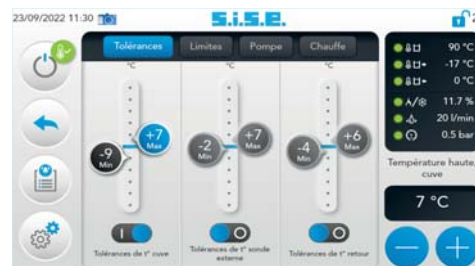 23/09/2022 11:30
S.I.S.E.
2
Tolérances Limites Pompe Chauffe
°C °C °C
-9 Min +7 Max
-2 Min +7 Max
-4 Min +6 Max
Tolérances de t° cuve
Tolérances de t° sonde externe
Tolérances de t° retour
90 °C
-17 °C
0 °C
11.7 %
20 l/min
0.5 bar
Température haute,
cuve
7 °C